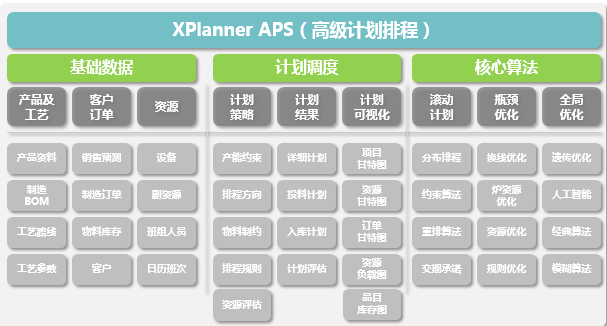 XPlanner APS（高级计划排程）
基础数据
计划调度
核心算法
产品及
工艺
客户
订单
资源
计划
策略
计划
结果
计划
可视化
滚动
计划
瓶颈
优化
全局
优化
产品资料
销售预测
设备
产能约束
详细计划
项目
甘特图
分布排程
换线优化
遗传优化
制造
BOM
制造订单
副资源
排程方向
投料计划
资源
甘特图
约束算法
炉资源
优化
人工智能
工艺路线
物料库存
班组人员
物料制约
入库计划
订单
甘特图
重排算法
资源优化
经典算法
工艺参数
客户
日历班次
排程规则
计划评估
资源
负载图
交期承诺
规则优化
模糊算法
资源评估
品目
库存图